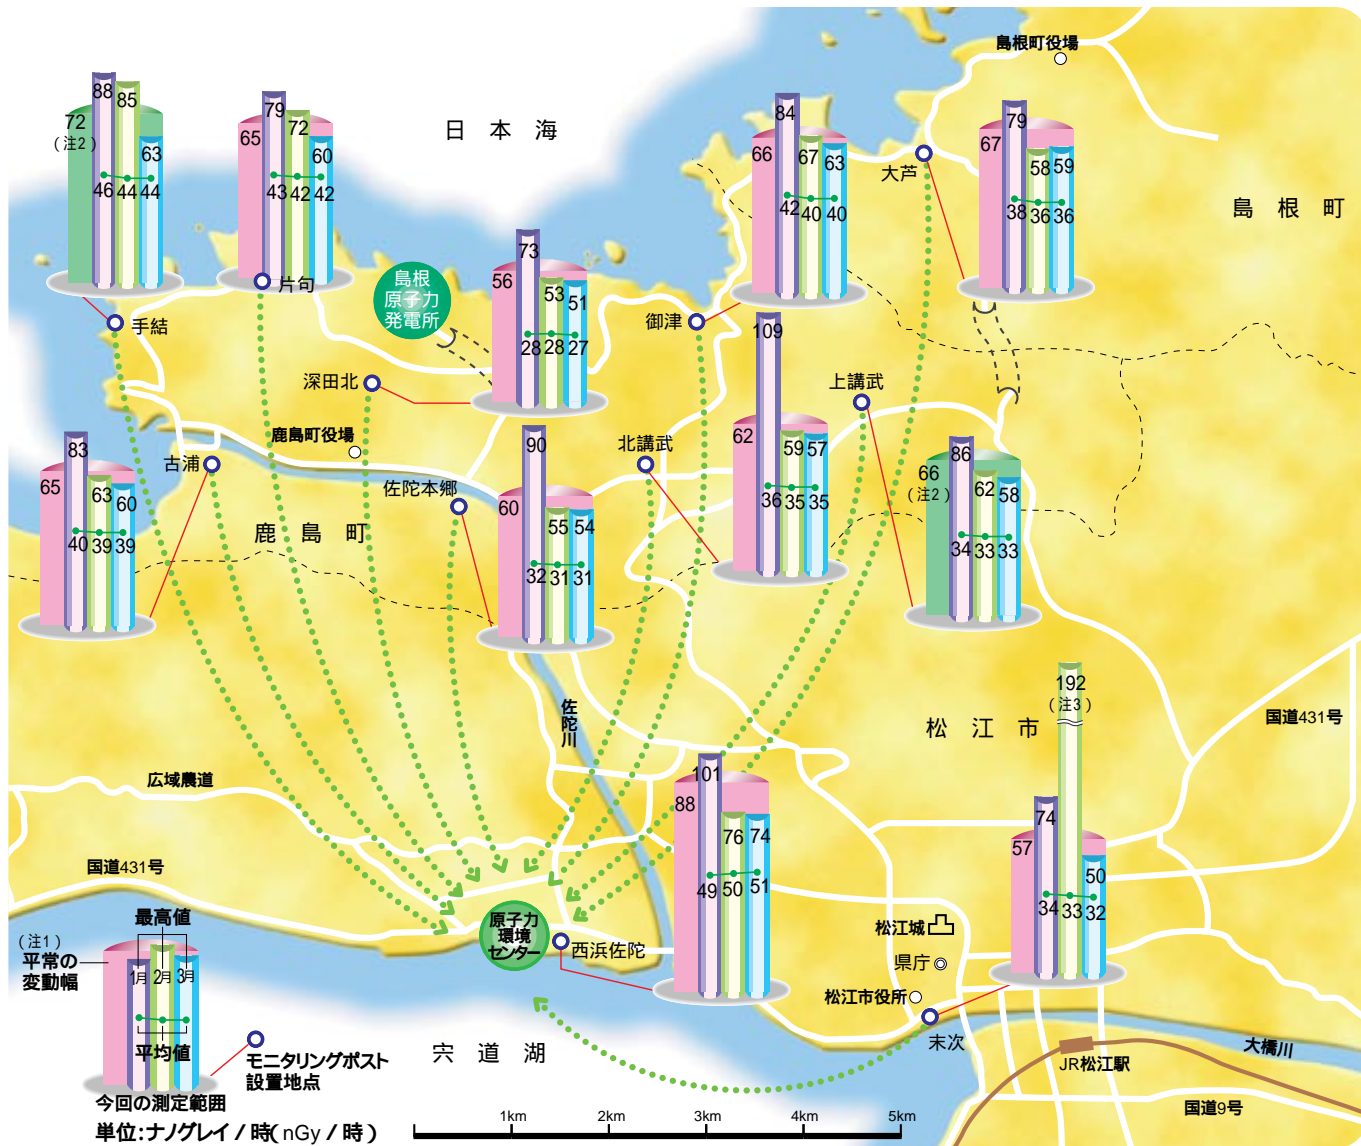 島根町役場
日本海
島根町
88
85
72
(注2)
63
46
44
44
手結
79
72
65
60
43
42
42
片句
島根
原子力
発電所
73
56
53
51
28
28
27
深田北
84
66
67
63
42
40
40
御津
大芦
79
67
58
59
38
36
36
鹿島町役場
83
65
63
60
40
39
39
古浦
鹿島町
佐陀本郷
90
60
55
54
32
31
31
北講武
109
62
59
57
36
35
35
上講武
86
66
(注2)
62
58
34
33
33
佐陀川
松江市
国道431号
192
(注3)
74
57
50
34
33
32
広域農道
国道431号
101
88
76
74
49
50
51
原子力
環境
センター
西浜佐陀
松江城
県庁
松江市役所
末次
大橋川
JR松江駅
国道9号
宍道湖
最高値
(注1)
平常の
変動幅
1月
2月
3月
平均値
モニタリングポスト
設置地点
今回の測定範囲
単位:ナノグレイ/時(nGy/時)
1km
2km
3km
4km
5km